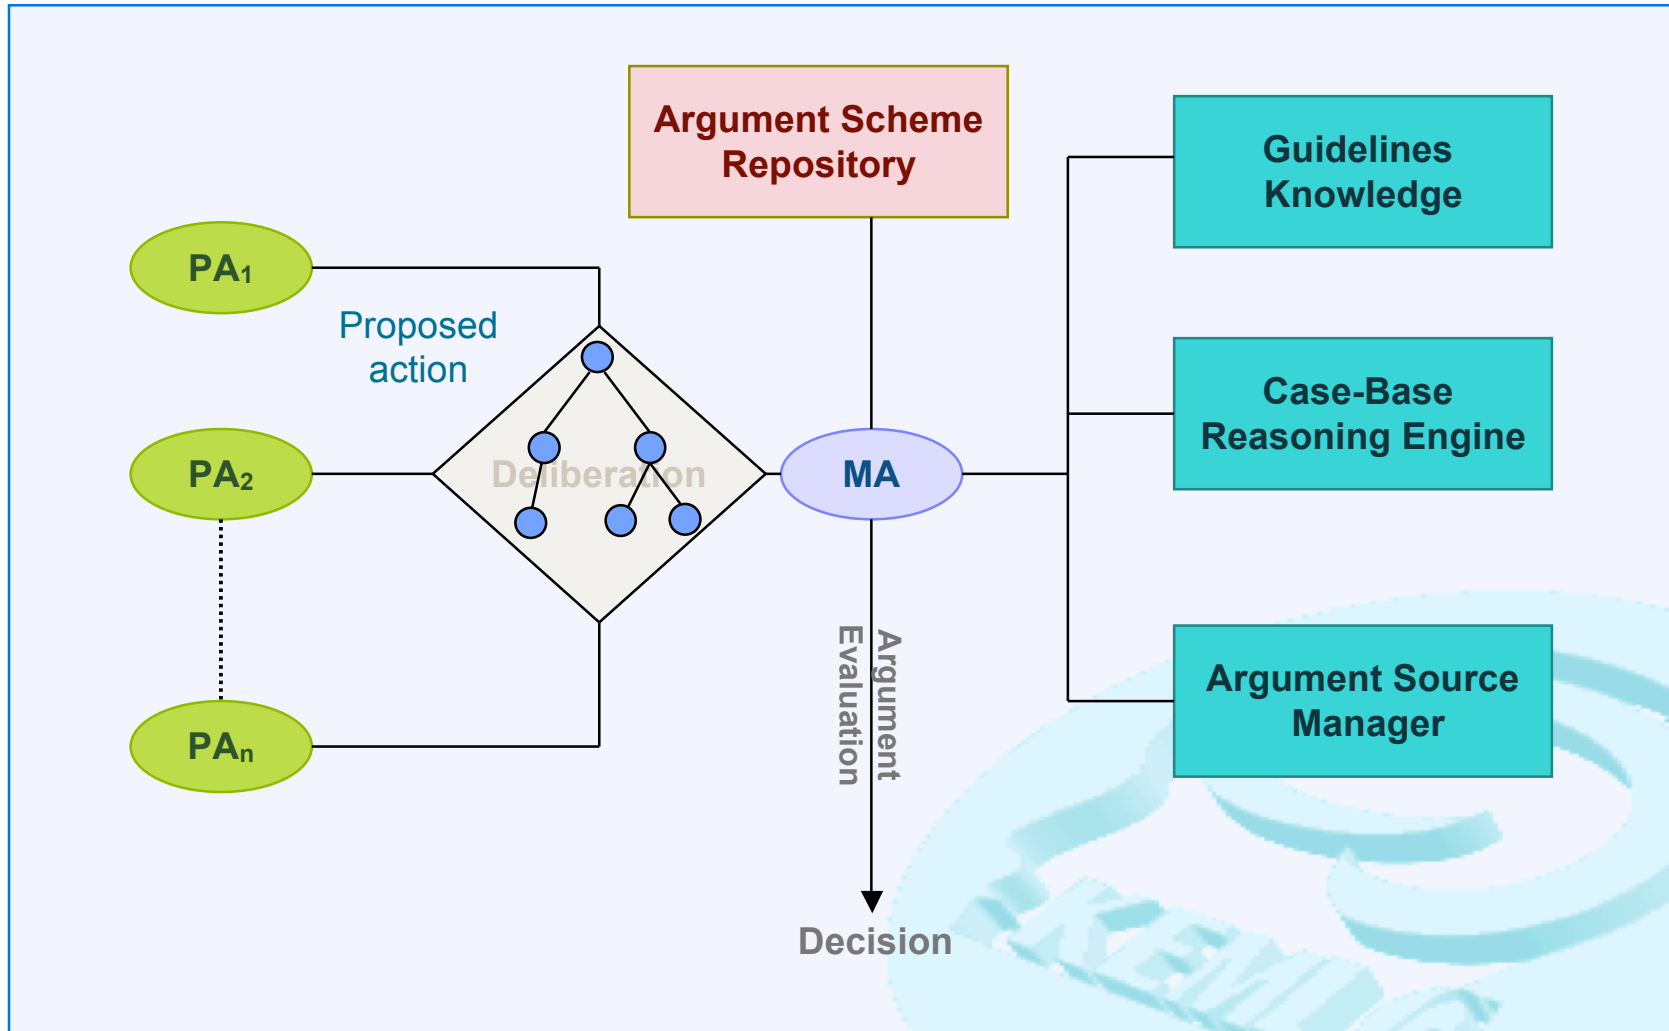 Argument Scheme
Repository
Guidelines
Knowledge
PA₁
Proposed
action
Case-Base
Reasoning Engine
PA₂
Deliberation
MA
Argument
Evaluation
Argument Source
Manager
PAₙ
Decision